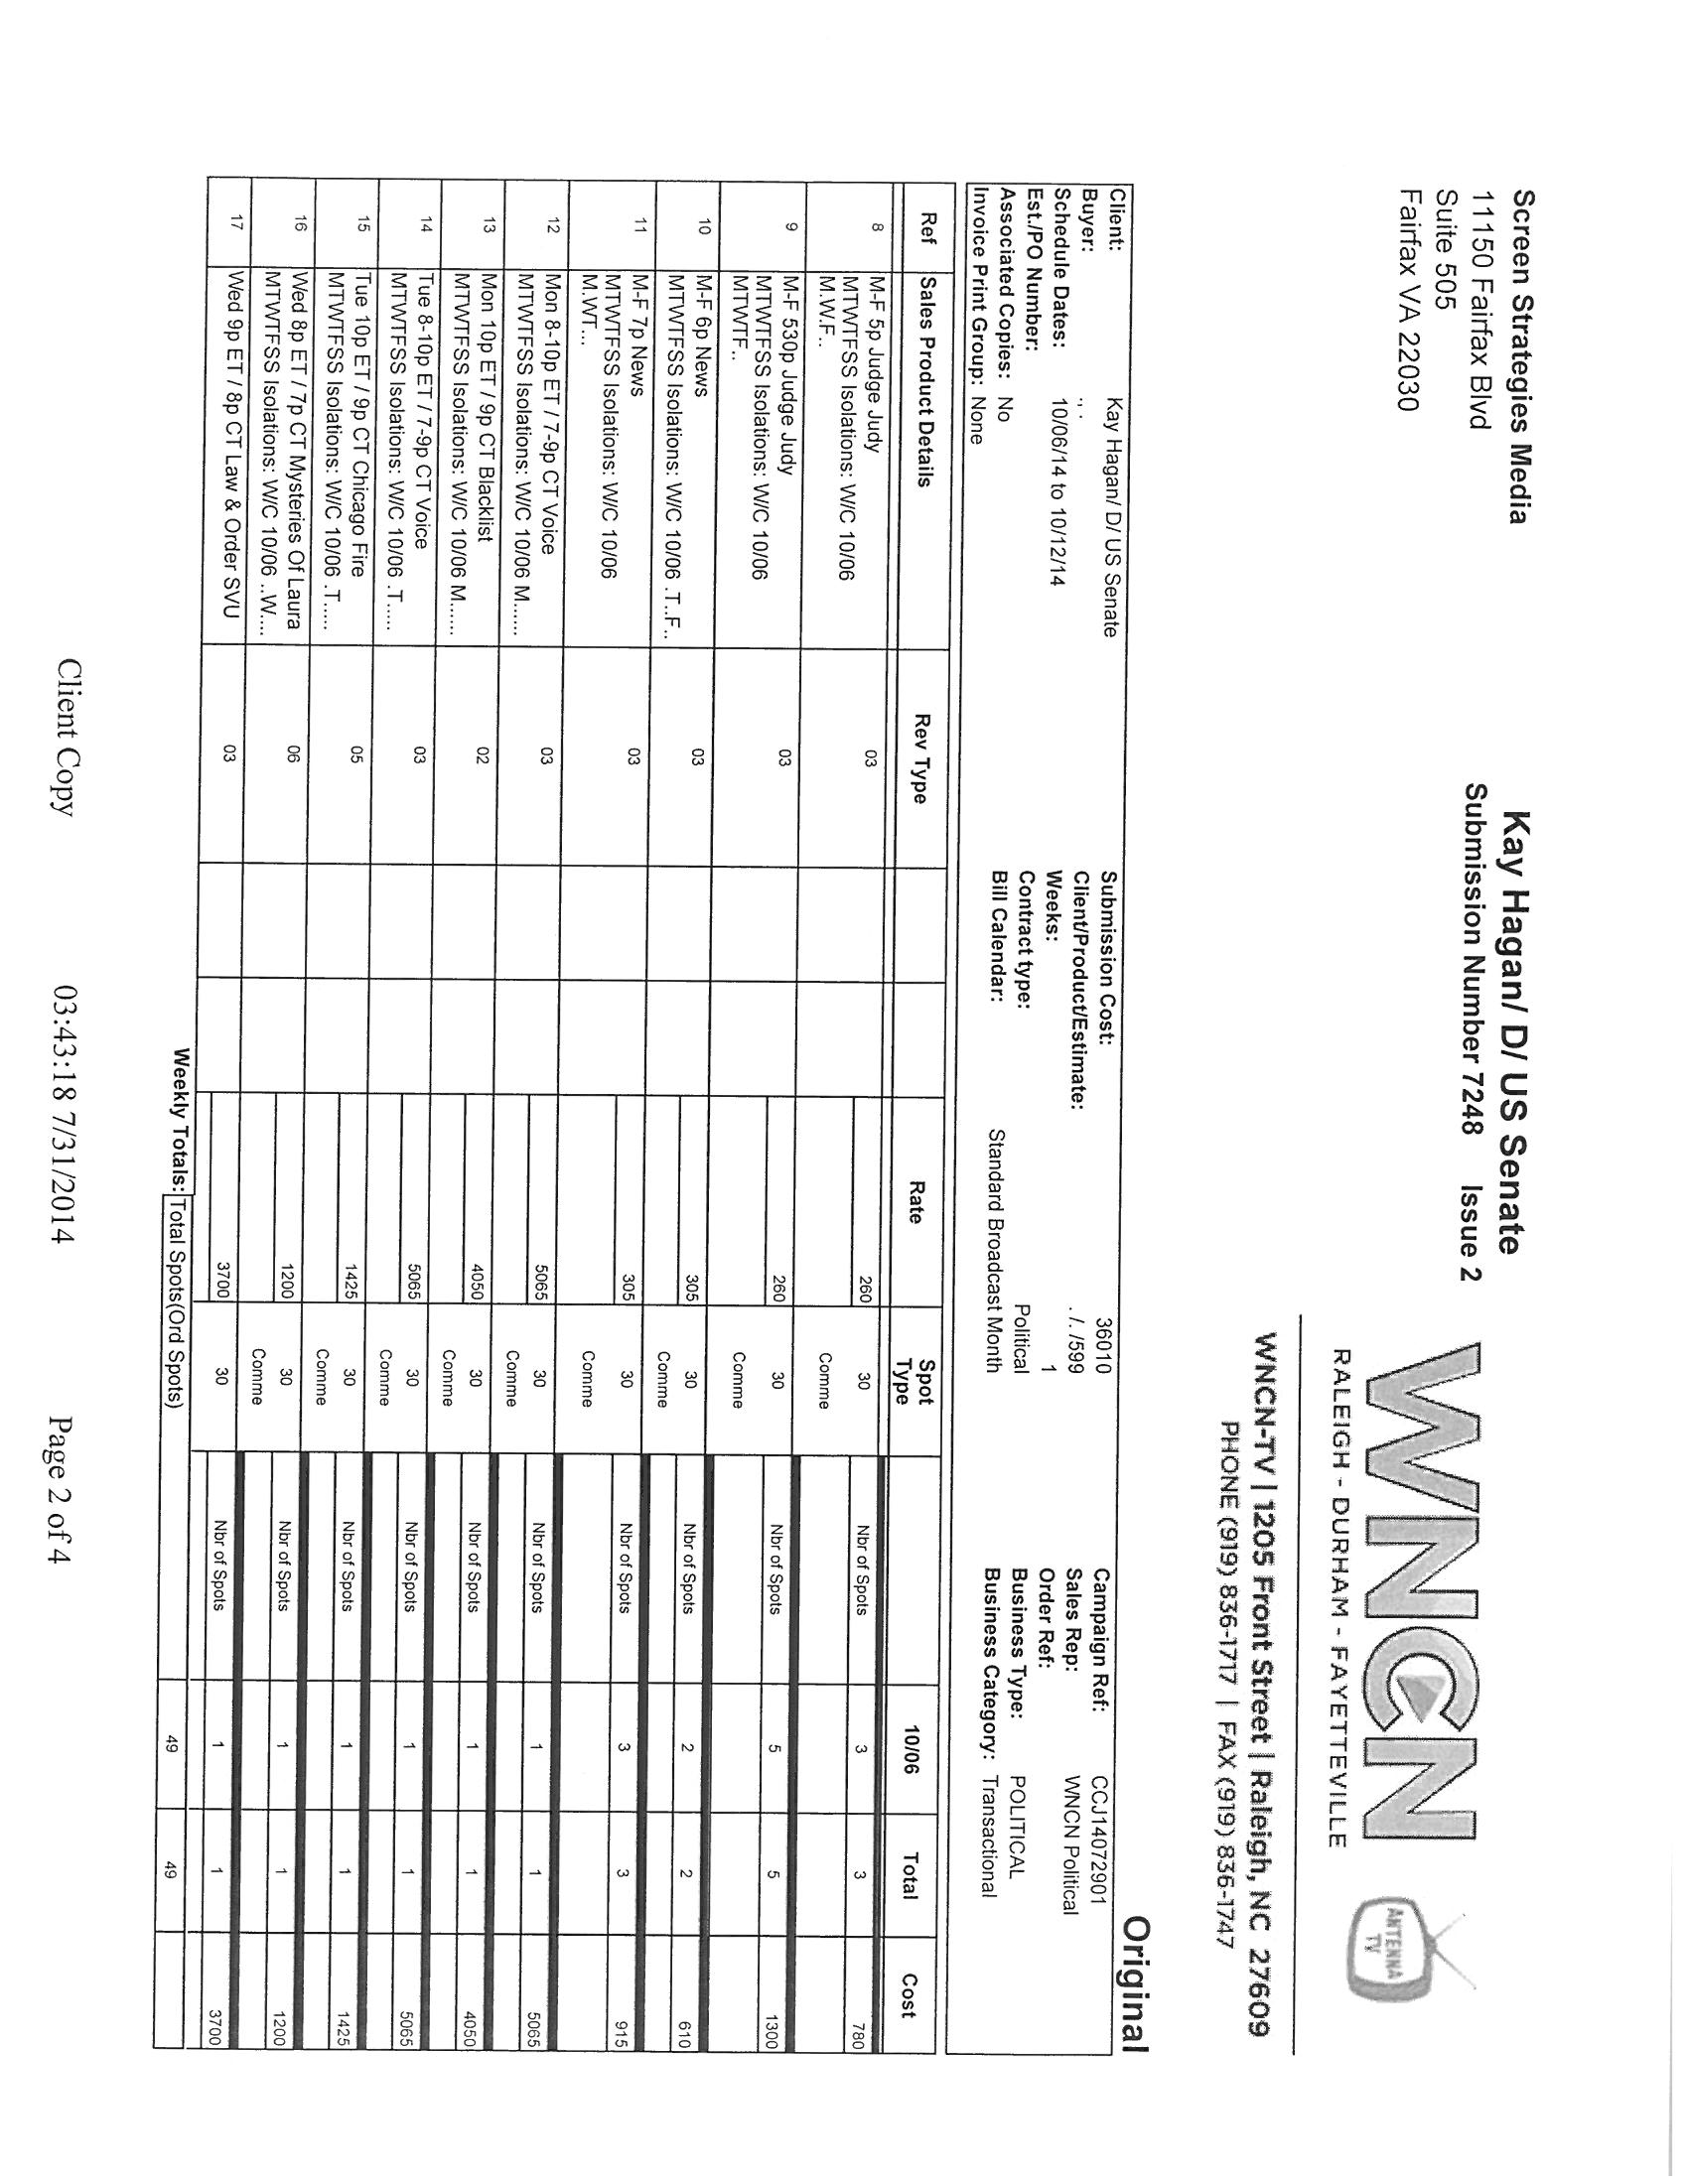 Screen Strategies Media
11150 Fairfax Blvd
Suite 505
Fairfax VA 22030
Kay Hagan/ D/ US Senate
Submission Number 7248 Issue 2
WNCN
RALEIGH - DURHAM - FAYETTEVILLE
ANTENNA
TV
WNCN-TV | 1205 Front Street | Raleigh, NC 27609
PHONE (919) 836-1717 | FAX (919) 836-1747
Original
Client: Kay Hagan/ D/ US Senate Submission Cost: 36010 Campaign Ref: CCJ14072901
Buyer: ., . Client/Product/Estimate: . /. /599 Sales Rep: WNCN Political
Schedule Dates: 10/06/14 to 10/12/14 Weeks: 1 Order Ref:
Est./PO Number: Contract type: Political Business Type: POLITICAL
Associated Copies: No Bill Calendar: Standard Broadcast Month Business Category: Transactional
Invoice Print Group: None
Ref Sales Product Details Rev Type Rate Spot Type 10/06 Total Cost
8 M-F 5p Judge Judy 03 260 30 Nbr of Spots 3 3 780
MTWTFSS Isolations: W/C 10/06 Comme
M.W.F..
9 M-F 530p Judge Judy 03 260 30 Nbr of Spots 5 5 1300
MTWTFSS Isolations: W/C 10/06 Comme
MTWTF..
10 M-F 6p News 03 305 30 Nbr of Spots 2 2 610
MTWTFSS Isolations: W/C 10/06 .T..F.. Comme
11 M-F 7p News 03 305 30 Nbr of Spots 3 3 915
MTWTFSS Isolations: W/C 10/06 Comme
M.WT...
12 Mon 8-10p ET / 7-9p CT Voice 03 5065 30 Nbr of Spots 1 1 5065
MTWTFSS Isolations: W/C 10/06 M...... Comme
13 Mon 10p ET / 9p CT Blacklist 02 4050 30 Nbr of Spots 1 1 4050
MTWTFSS Isolations: W/C 10/06 M...... Comme
14 Tue 8-10p ET / 7-9p CT Voice 03 5065 30 Nbr of Spots 1 1 5065
MTWTFSS Isolations: W/C 10/06 .T..... Comme
15 Tue 10p ET / 9p CT Chicago Fire 05 1425 30 Nbr of Spots 1 1 1425
MTWTFSS Isolations: W/C 10/06 .T..... Comme
16 Wed 8p ET / 7p CT Mysteries Of Laura 06 1200 30 Nbr of Spots 1 1 1200
MTWTFSS Isolations: W/C 10/06 ..W.... Comme
17 Wed 9p ET / 8p CT Law & Order SVU 03 3700 30 Nbr of Spots 1 1 3700
Weekly Totals: Total Spots(Ord Spots) 49 49
Client Copy 03:43:18 7/31/2014 Page 2 of 4